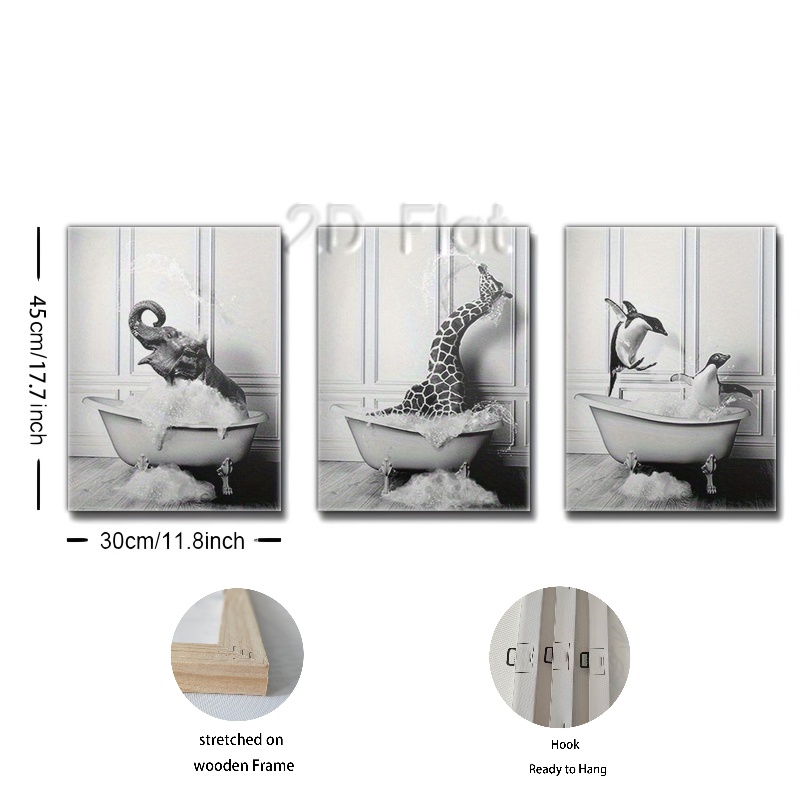 2D Flat
45cm/17.7inch
30cm/11.8inch
stretched on
wooden Frame
Hook
Ready to Hang